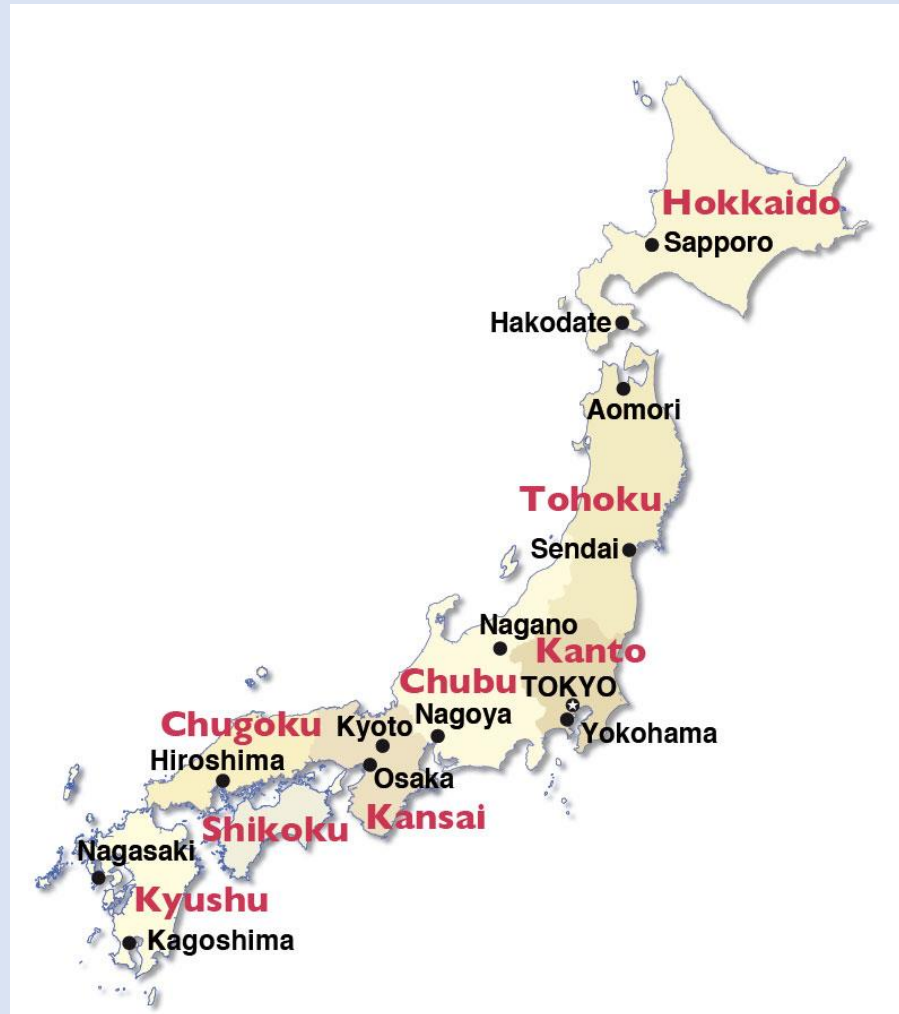 Hokkaido
Sapporo
Hakodate
Aomori
Tohoku
Sendai
Nagano
Kanto
Chubu
TOKYO
Nagoya
Chugoku
Kyoto
Yokohama
Hiroshima
Osaka
Kansai
Shikoku
Nagasaki
Kyushu
Kagoshima